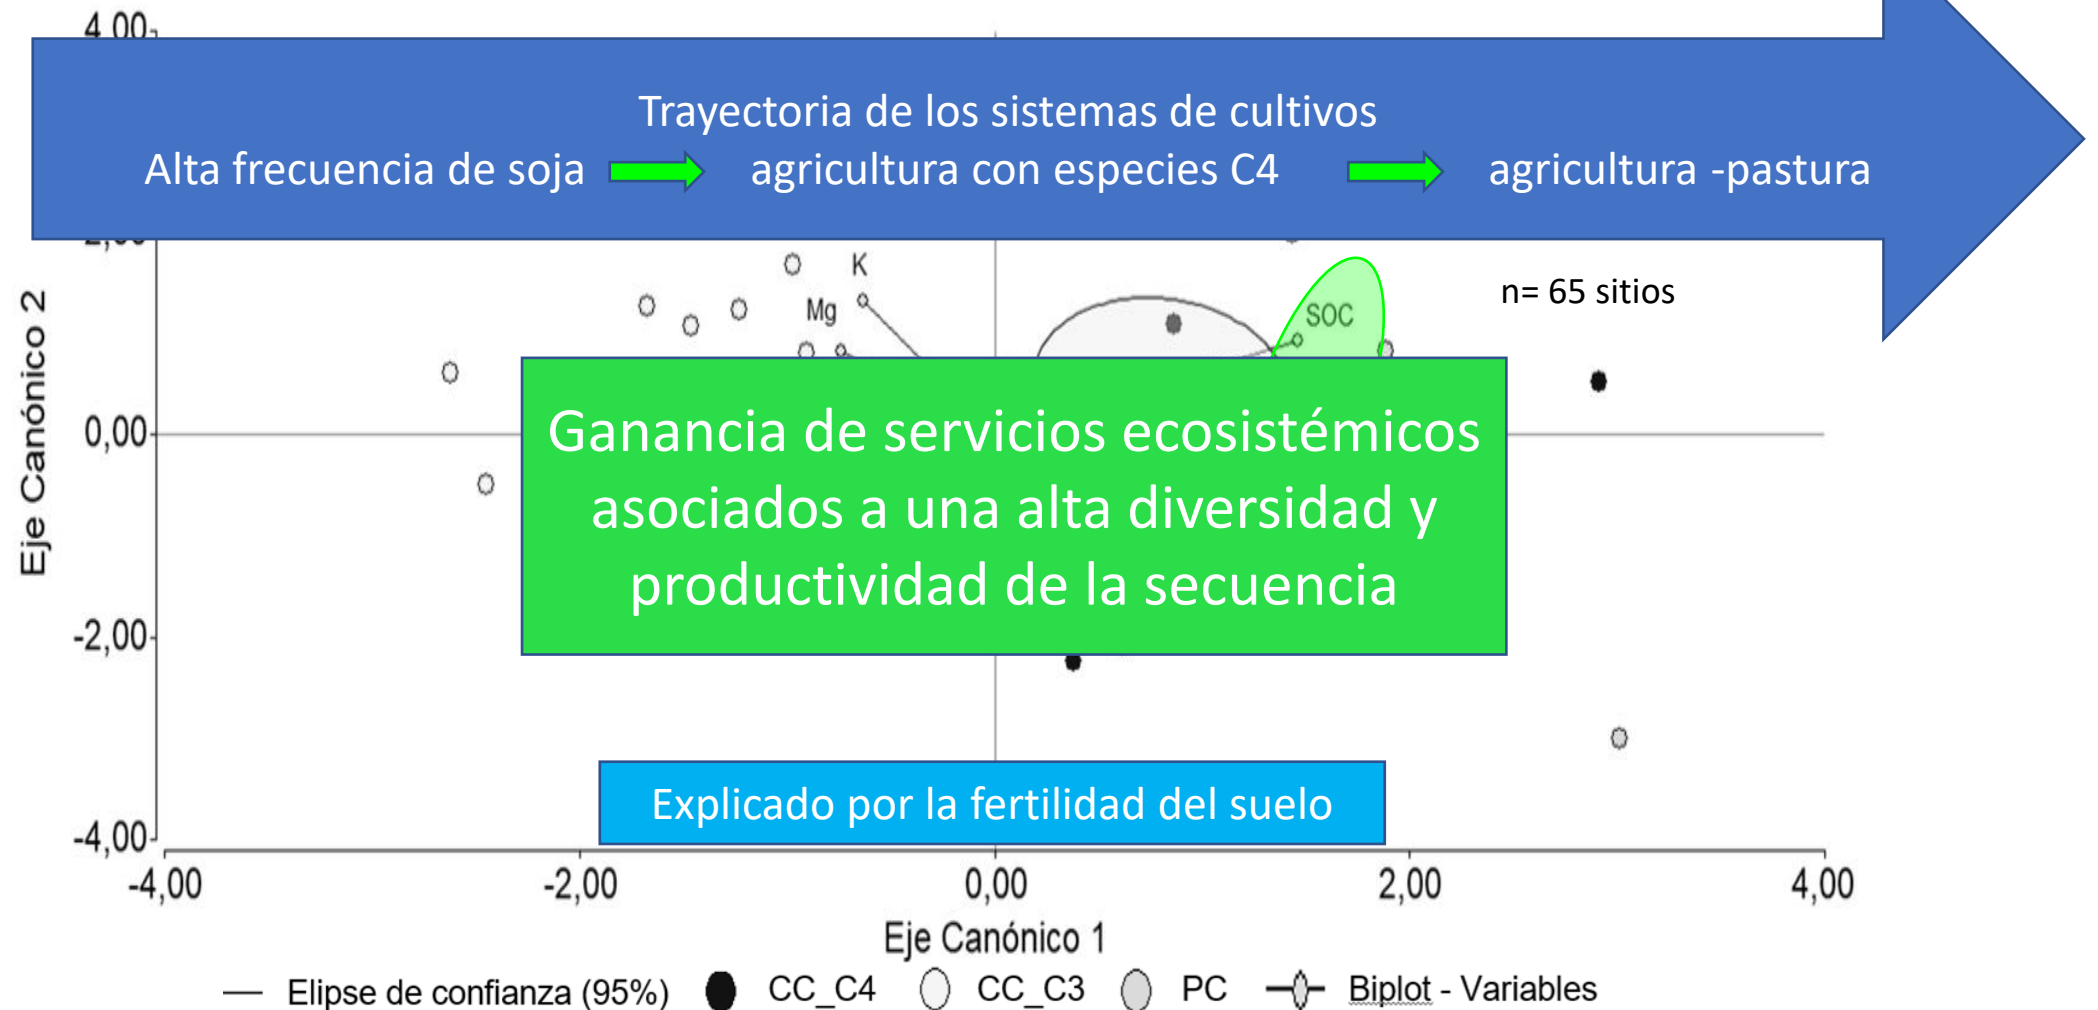 4,00
Trayectoria de los sistemas de cultivos
Alta frecuencia de soja agricultura con especies C4 agricultura -pastura
K
n= 65 sitios
Mg
SOC
Eje Canónico 2
0,00
Ganancia de servicios ecosistémicos
asociados a una alta diversidad y
productividad de la secuencia
-2,00
Explicado por la fertilidad del suelo
-4,00
-4,00 -2,00 0,00 2,00 4,00
Eje Canónico 1
Elipse de confianza (95%) CC_C4 CC_C3 PC Biplot - Variables